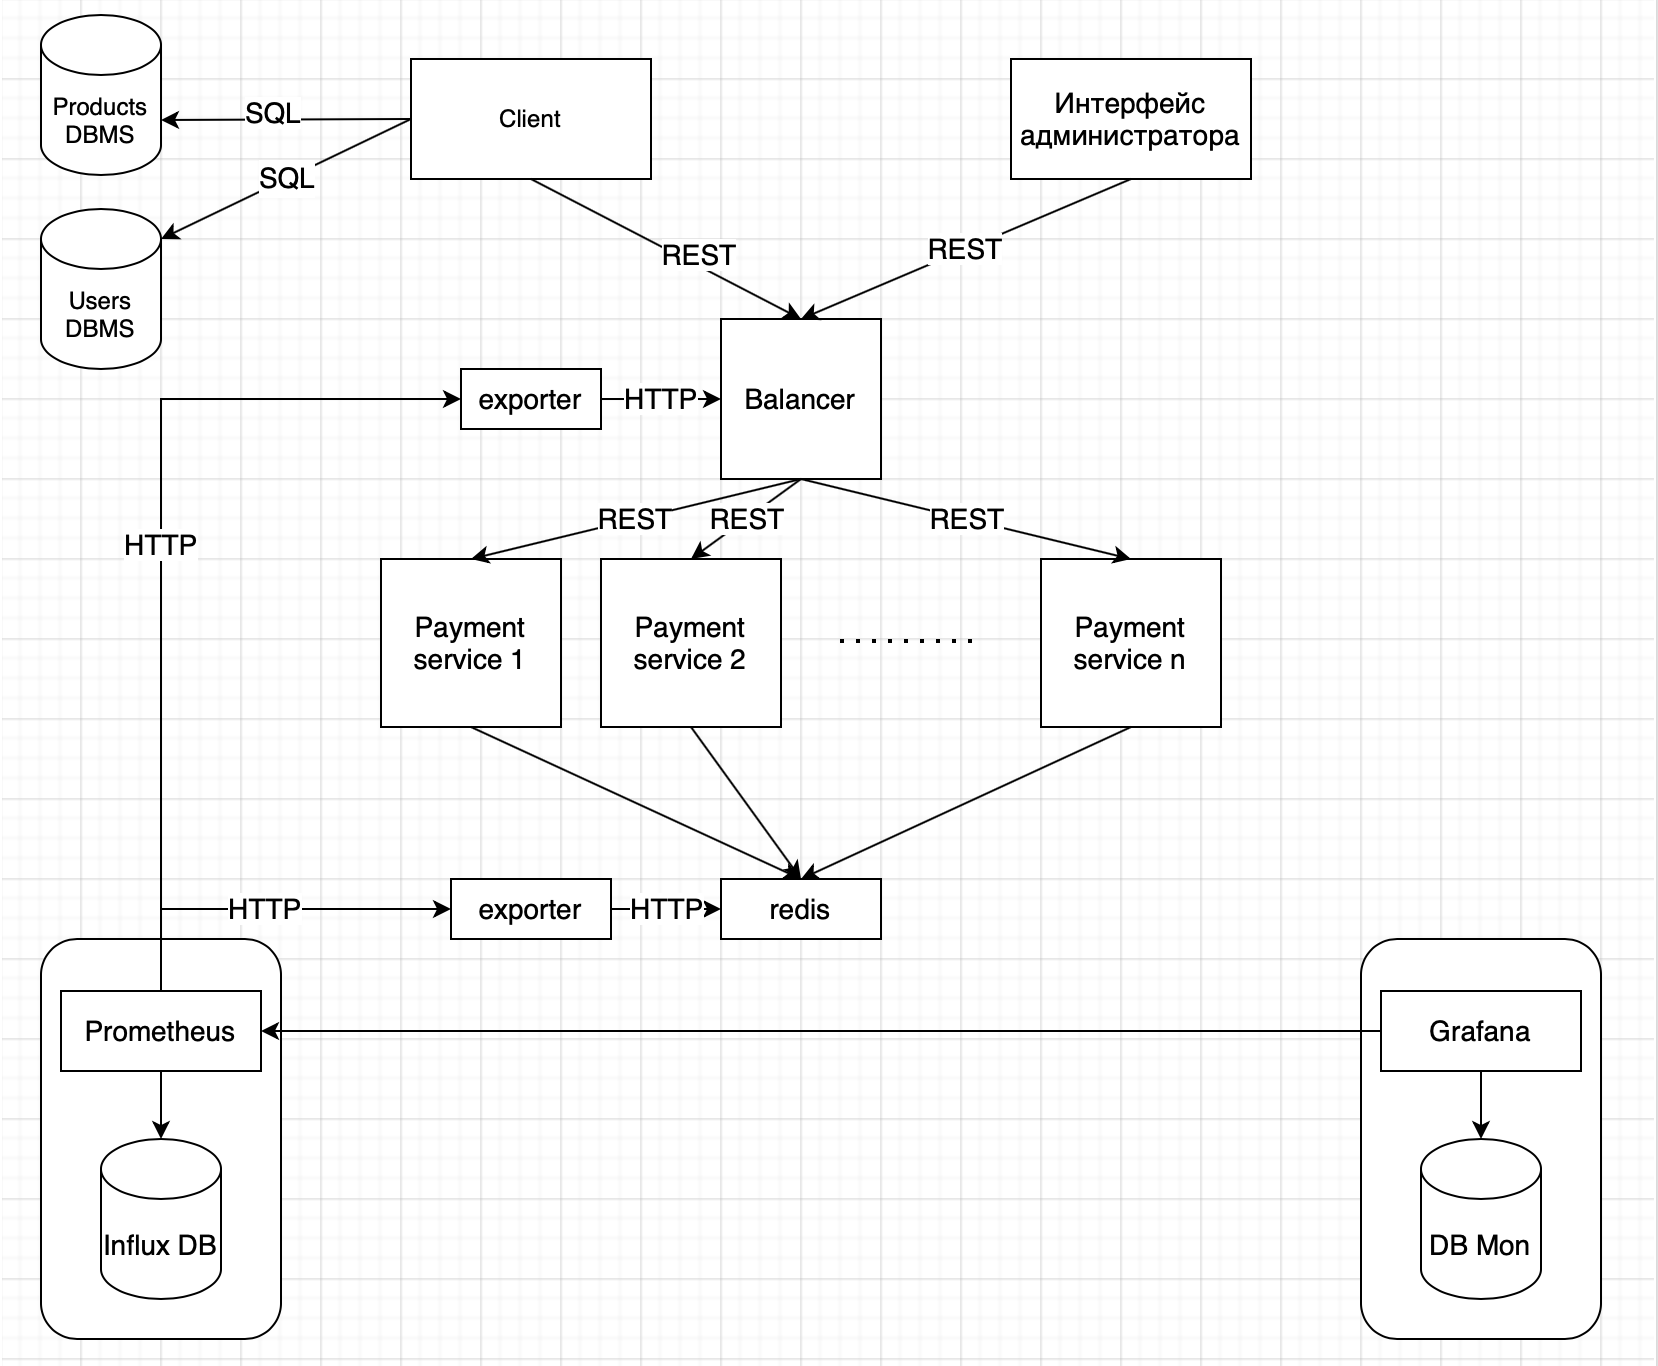 Products
DBMS
SQL
Client
Интерфейс
администратора
SQL
Users
DBMS
REST
REST
exporter
HTTP
Balancer
HTTP
REST
REST
REST
Payment
service 1
Payment
service 2
.........
Payment
service n
HTTP
exporter
HTTP
redis
Prometheus
Grafana
Influx DB
DB Mon